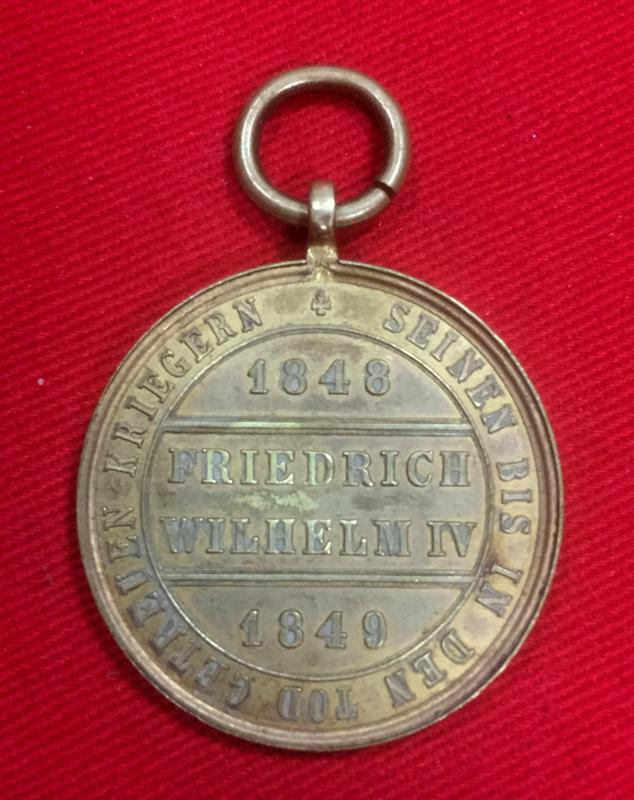 SEINEN BIS IN DEN TOD GETREUEN KRIEGERN
1848
FRIEDRICH
WILHELM IV
1849